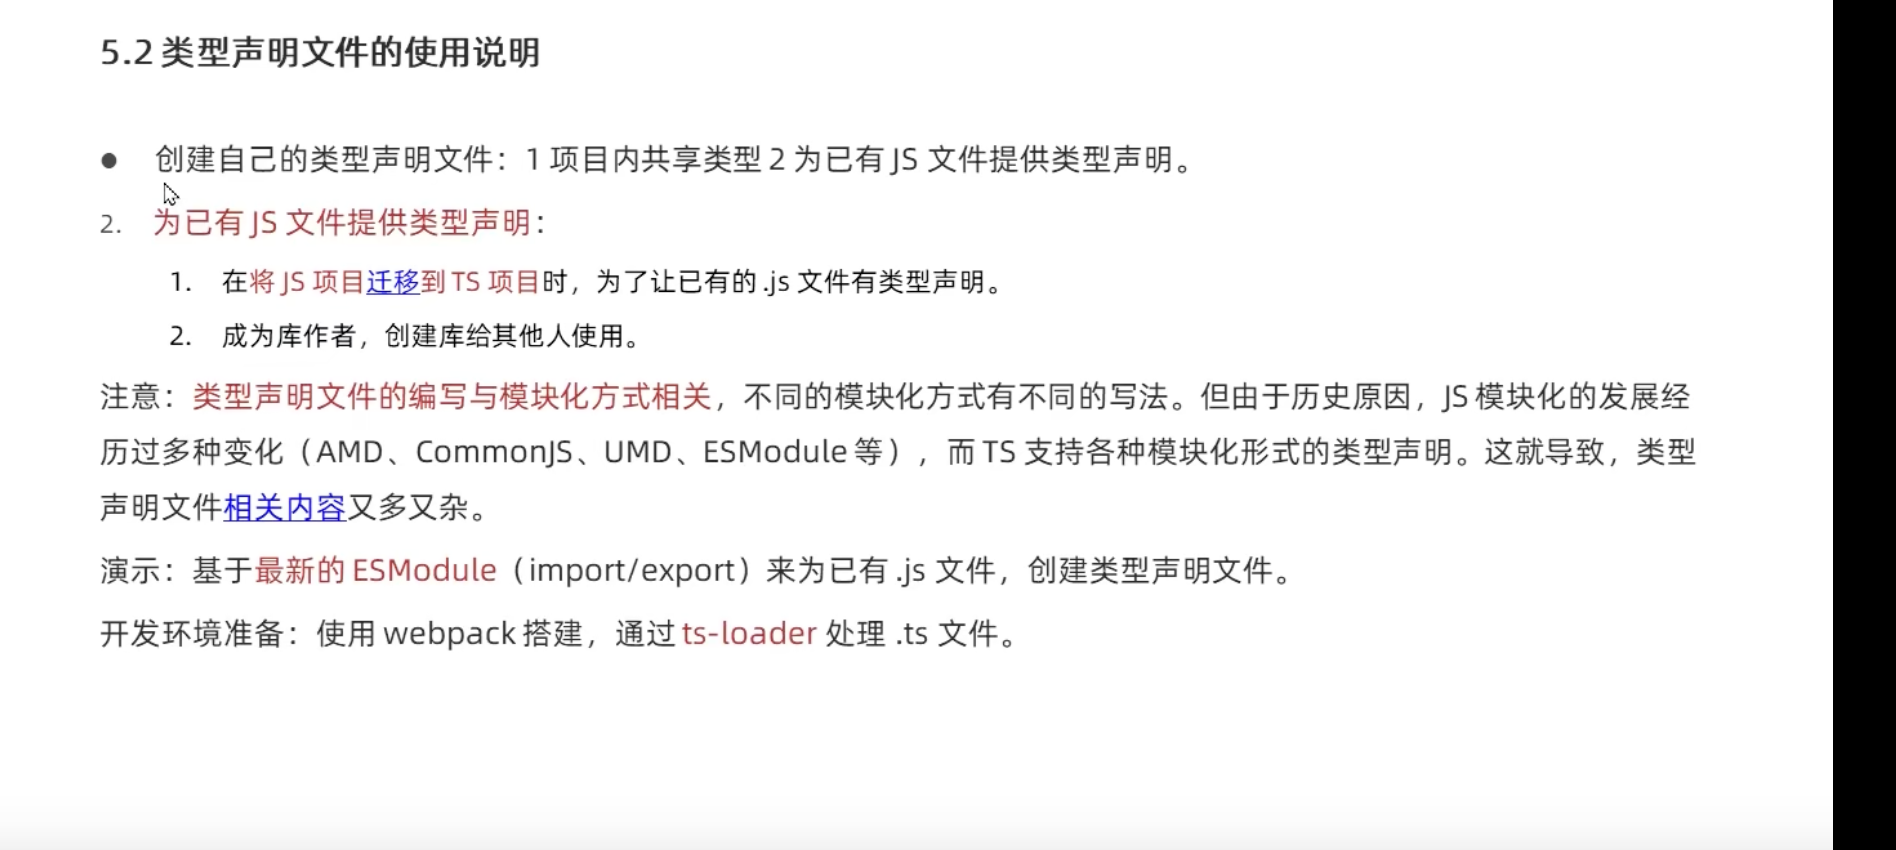 5.2 类型声明文件的使用说明
● 创建自己的类型声明文件：1 项目内共享类型 2 为已有 JS 文件提供类型声明。
2. 为已有 JS 文件提供类型声明：
1. 在将 JS 项目迁移到 TS 项目时，为了让已有的 .js 文件有类型声明。
2. 成为库作者，创建库给其他人使用。
注意：类型声明文件的编写与模块化方式相关，不同的模块化方式有不同的写法。但由于历史原因，JS 模块化的发展经
历过多种变化（AMD、CommonJS、UMD、ESModule 等），而 TS 支持各种模块化形式的类型声明。这就导致，类型
声明文件相关内容又多又杂。
演示：基于最新的 ESModule（import/export）来为已有 .js 文件，创建类型声明文件。
开发环境准备：使用 webpack 搭建，通过 ts-loader 处理 .ts 文件。